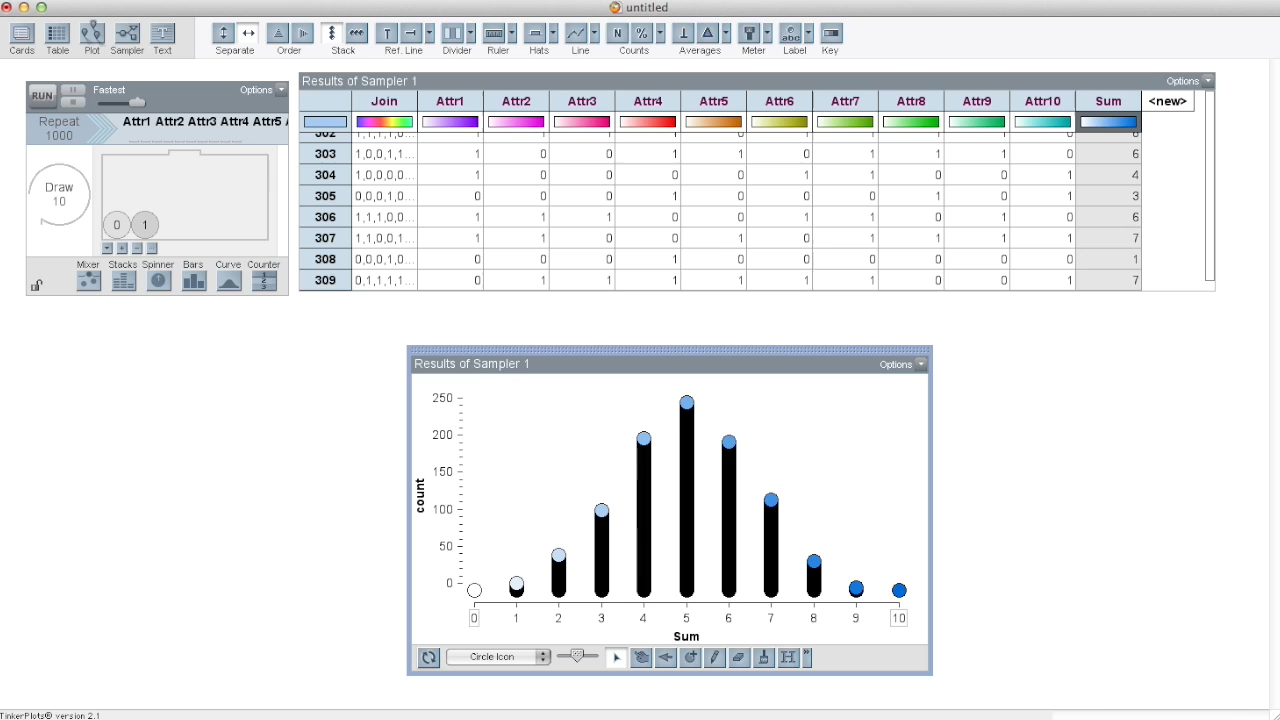 untitled
Cards Table Plot Sampler Text Separate Order Stack Ref. Line Divider Ruler Hats Line Counts Averages Meter Label Key
RUN Fastest Options
Repeat 1000 Attr1 Attr2 Attr3 Attr4 Attr5
Draw 10
0 1
Mixer Stacks Spinner Bars Curve Counter
Results of Sampler 1 Options
Join Attr1 Attr2 Attr3 Attr4 Attr5 Attr6 Attr7 Attr8 Attr9 Attr10 Sum <new>
303 1,0,0,1,1... 1 0 0 1 1 0 1 1 1 0 6
304 1,0,0,0,0... 1 0 0 0 0 1 1 0 0 1 4
305 0,0,0,1,0... 0 0 0 1 0 0 0 1 0 1 3
306 1,1,1,0,0... 1 1 1 0 0 1 1 0 1 0 6
307 1,1,0,0,1... 1 1 0 0 1 0 1 1 1 1 7
308 0,0,0,1,0... 0 0 0 1 0 0 0 0 0 0 1
309 0,1,1,1,1... 0 1 1 1 1 1 1 0 0 1 7
Results of Sampler 1 Options
250
200
150
100
50
0
count
0 1 2 3 4 5 6 7 8 9 10
Sum
Circle Icon
TinkerPlots® version 2.1